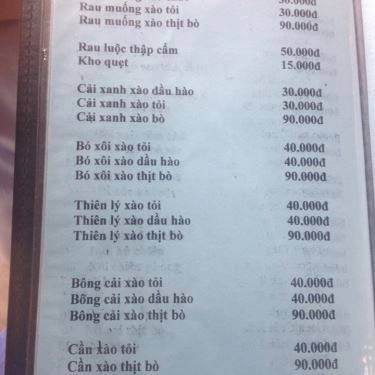 30.000đ
Rau muống xào tỏi 30.000đ
Rau muống xào thịt bò 90.000đ
Rau luộc thập cẩm 50.000đ
Kho quẹt 15.000đ
Cải xanh xào dầu hào 30.000đ
Cải xanh xào tỏi 30.000đ
Cải xanh xào bò 90.000đ
Bó xôi xào tỏi 40.000đ
Bó xôi xào dầu hào 40.000đ
Bó xôi xào thịt bò 90.000đ
Thiên lý xào tỏi 40.000đ
Thiên lý xào dầu hào 40.000đ
Thiên lý xào thịt bò 90.000đ
Bông cải xào tỏi 40.000đ
Bông cải xào dầu hào 40.000đ
Bông cải xào thịt bò 90.000đ
Cần xào tỏi 40.000đ
Cần xào thịt bò 90.000đ